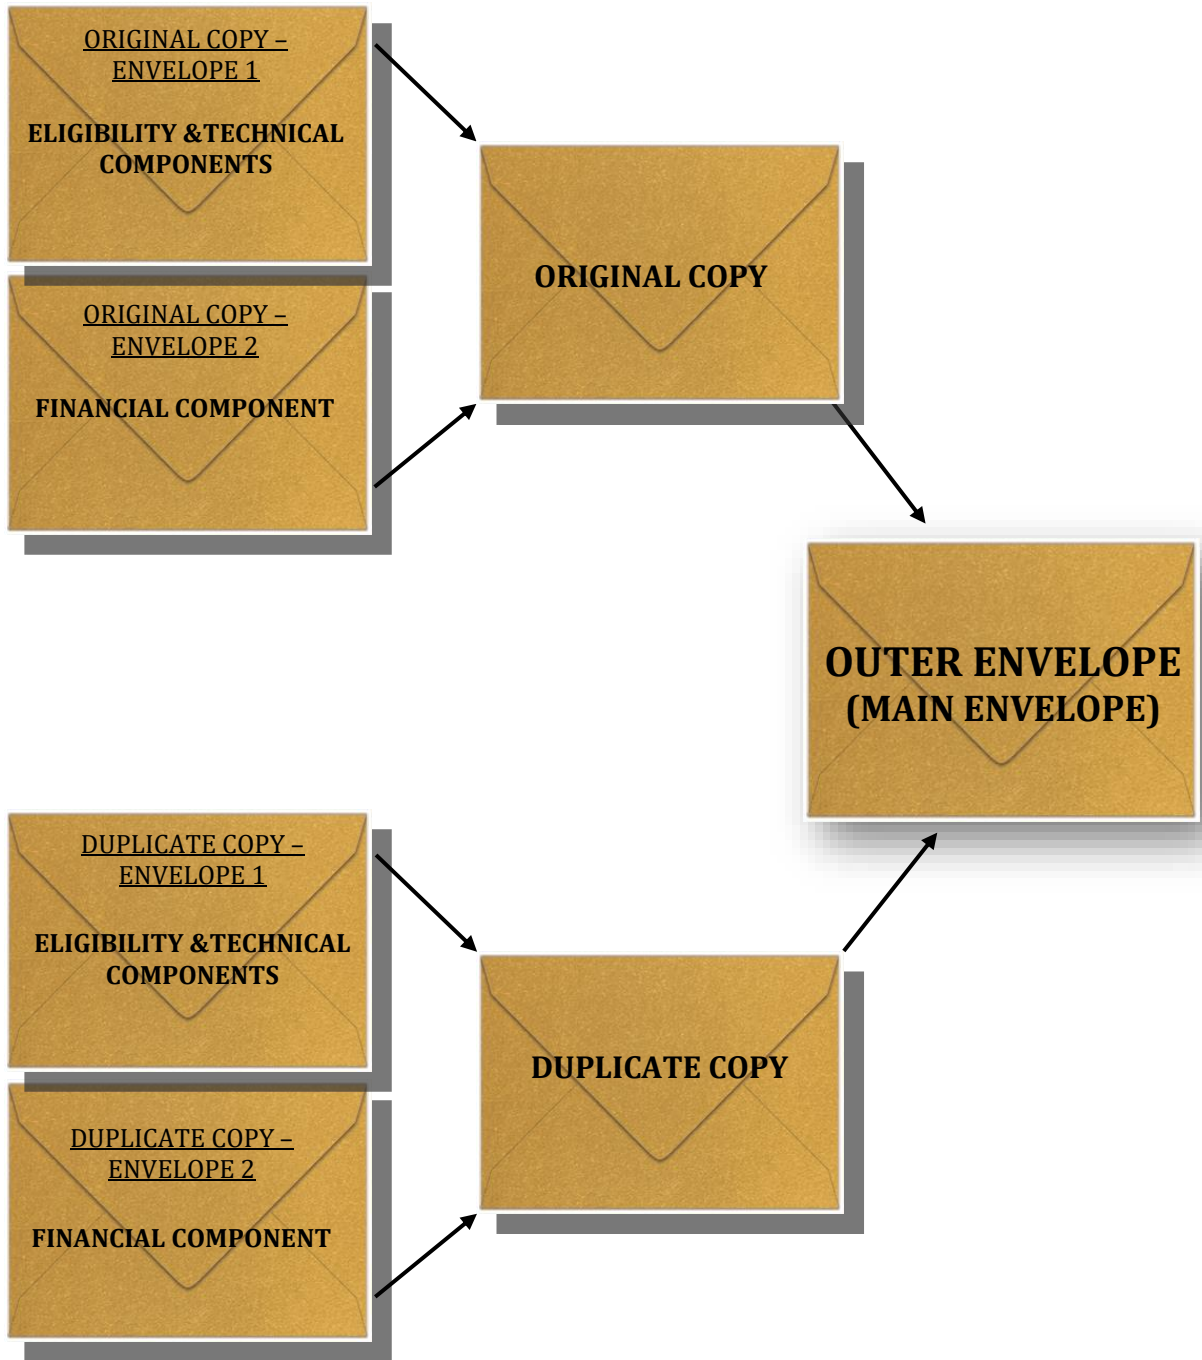 ORIGINAL COPY –
ENVELOPE 1
ELIGIBILITY &TECHNICAL
COMPONENTS
ORIGINAL COPY –
ENVELOPE 2
FINANCIAL COMPONENT
ORIGINAL COPY
OUTER ENVELOPE
(MAIN ENVELOPE)
DUPLICATE COPY –
ENVELOPE 1
ELIGIBILITY &TECHNICAL
COMPONENTS
DUPLICATE COPY –
ENVELOPE 2
FINANCIAL COMPONENT
DUPLICATE COPY